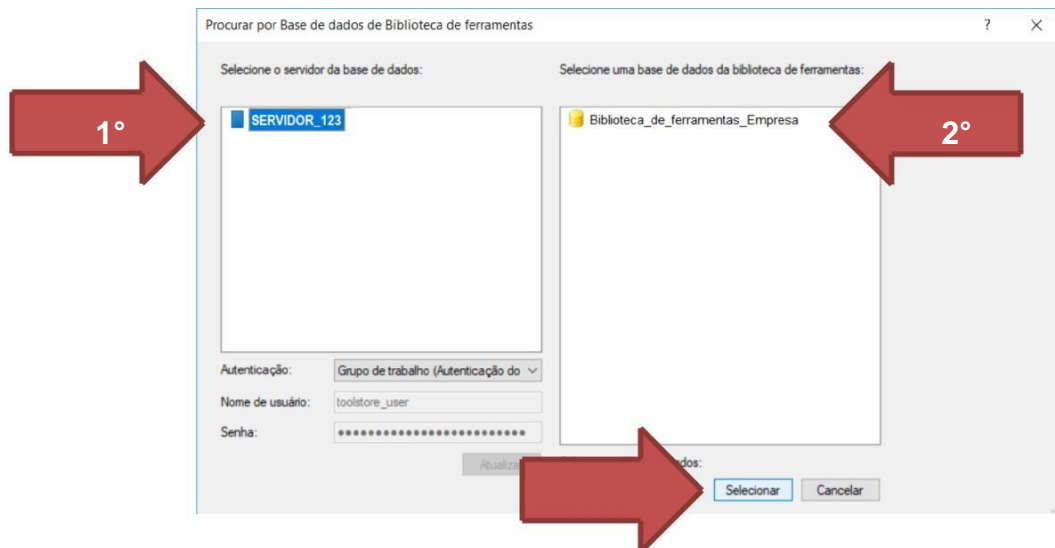 Procurar por Base de dados de Biblioteca de ferramentas
Selecione o servidor da base de dados:
Selecione uma base de dados da biblioteca de ferramentas:
1°
SERVIDOR_123
Biblioteca_de_ferramentas_Empresa
2°
Autenticação:
Grupo de trabalho (Autenticação do
Nome de usuário:
toolstore_user
Senha:
Selecionar
Cancelar